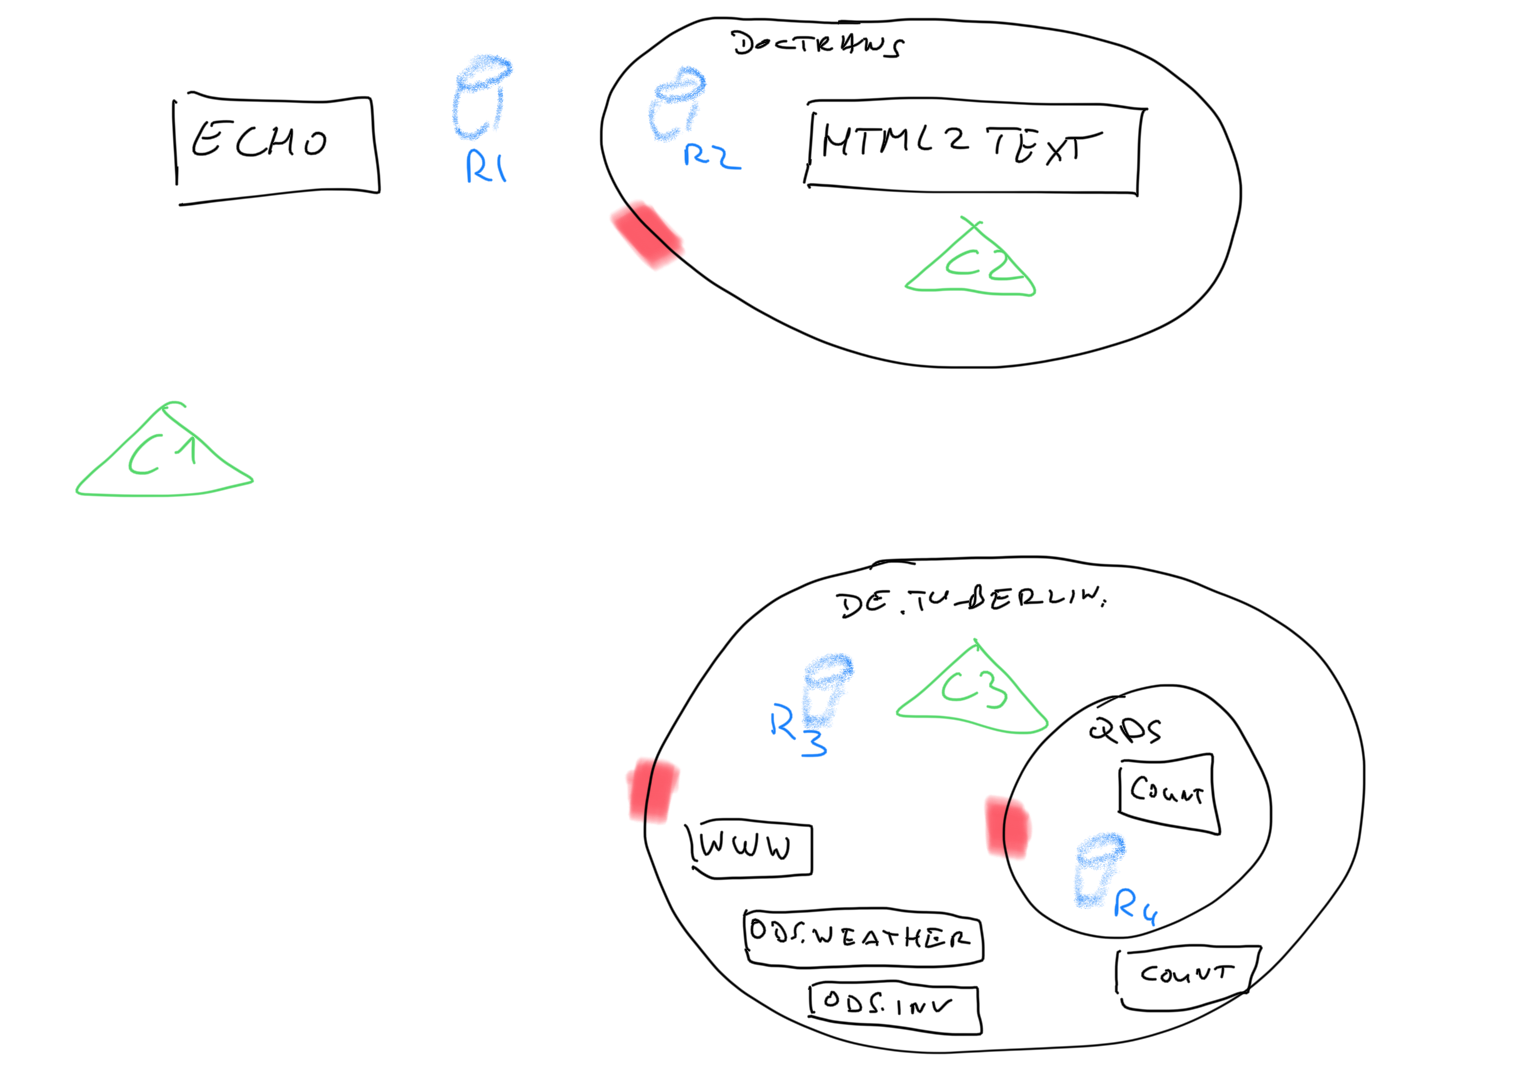 DOCTRANS
ECHO
R1
R2
HTML2TEXT
C2
C1
DE.TU-BERLIN.
C3
R3
QDS
COUNT
WWW
R4
ODS.WEATHER
COUNT
ODS.INV